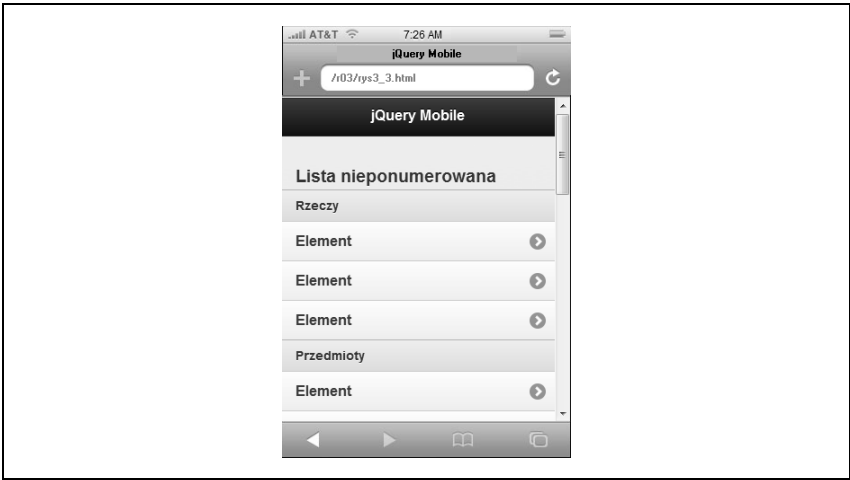 AT&T 7:26 AM
jQuery Mobile
/r03/rys3_3.html
jQuery Mobile
Lista nieponumerowana
Rzeczy
Element
Element
Element
Przedmioty
Element